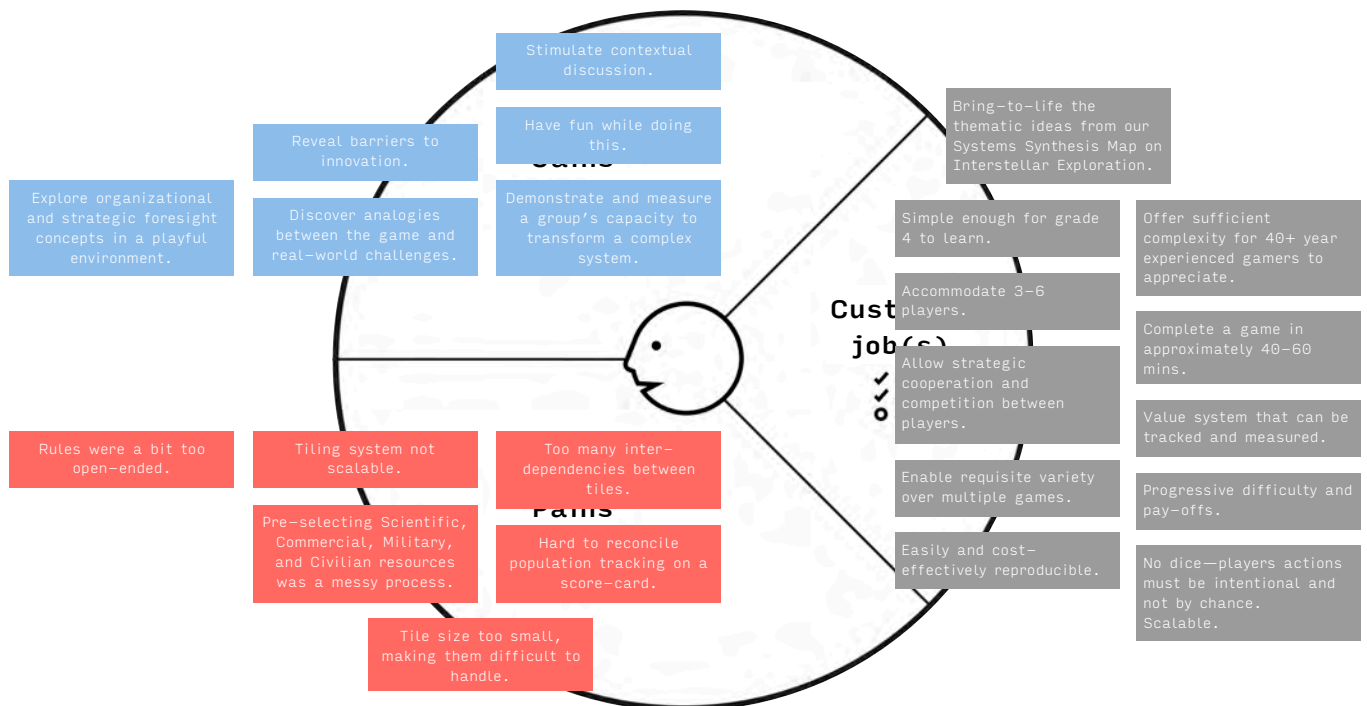 Stimulate contextual
discussion.
Have fun while doing
this.
Gains
Reveal barriers to
innovation.
Explore organizational
and strategic foresight
concepts in a playful
environment.
Discover analogies
between the game and
real-world challenges.
Demonstrate and measure
a group's capacity to
transform a complex
system.
Rules were a bit too
open-ended.
Tiling system not
scalable.
Too many inter-
dependencies between
tiles.
Pains
Pre-selecting Scientific,
Commercial, Military,
and Civilian resources
was a messy process.
Hard to reconcile
population tracking on a
score-card.
Tile size too small,
making them difficult to
handle.
Bring-to-life the
thematic ideas from our
Systems Synthesis Map on
Interstellar Exploration.
Cust
job(s)
Simple enough for grade
4 to learn.
Accommodate 3-6
players.
Allow strategic
cooperation and
competition between
players.
Enable requisite variety
over multiple games.
Easily and cost-
effectively reproducible.
Offer sufficient
complexity for 40+ year
experienced gamers to
appreciate.
Complete a game in
approximately 40-60
mins.
Value system that can be
tracked and measured.
Progressive difficulty and
pay-offs.
No dice—players actions
must be intentional and
not by chance.
Scalable.